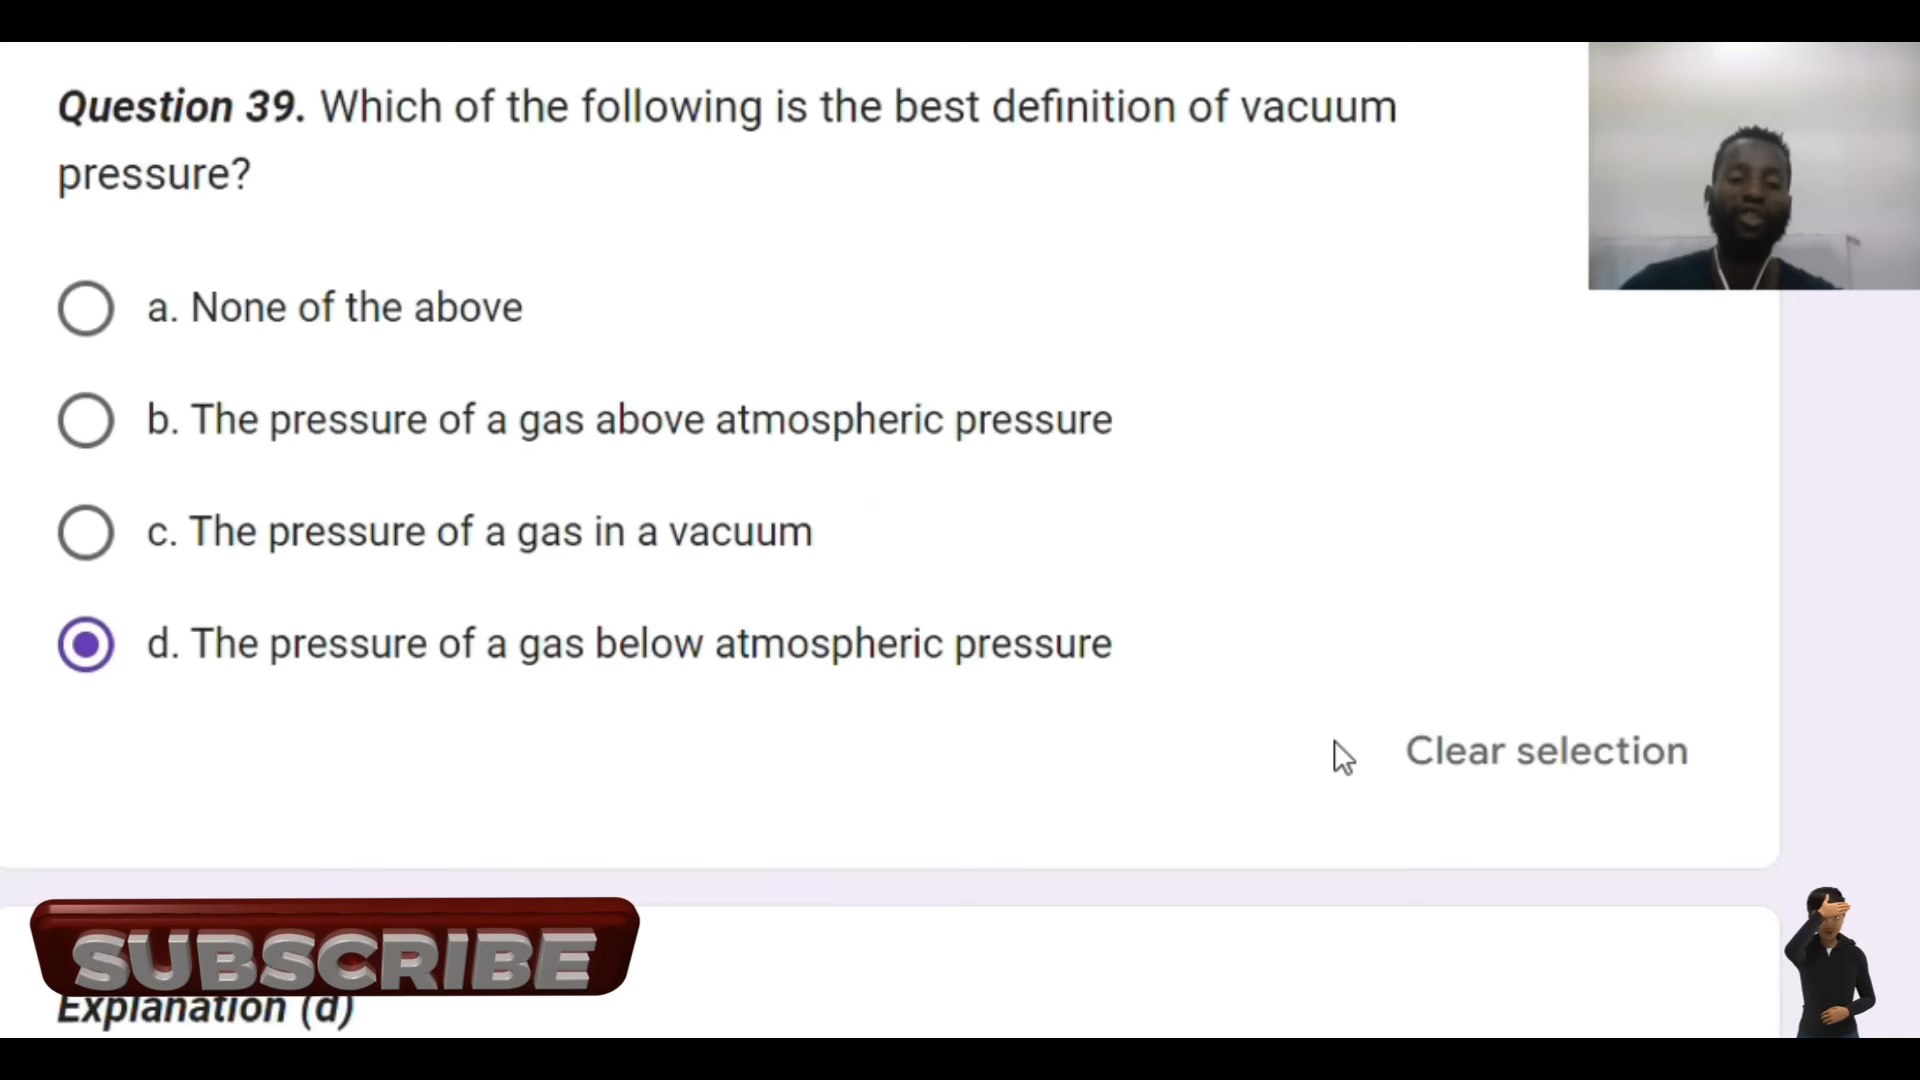 Question 39. Which of the following is the best definition of vacuum
pressure?
a. None of the above
b. The pressure of a gas above atmospheric pressure
c. The pressure of a gas in a vacuum
d. The pressure of a gas below atmospheric pressure
Clear selection
SUBSCRIBE
Explanation (d)